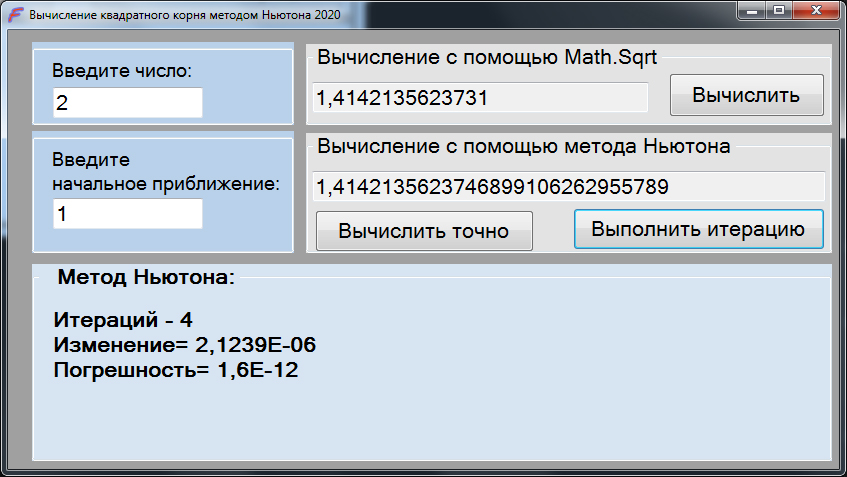 Вычисление квадратного корня методом Ньютона 2020
Введите число:
2
Вычисление с помощью Math.Sqrt
1,4142135623731
Вычислить
Введите
начальное приближение:
1
Вычисление с помощью метода Ньютона
1,4142135623746899106262955789
Вычислить точно
Выполнить итерацию
Метод Ньютона:
Итераций - 4
Изменение= 2,1239E-06
Погрешность= 1,6E-12